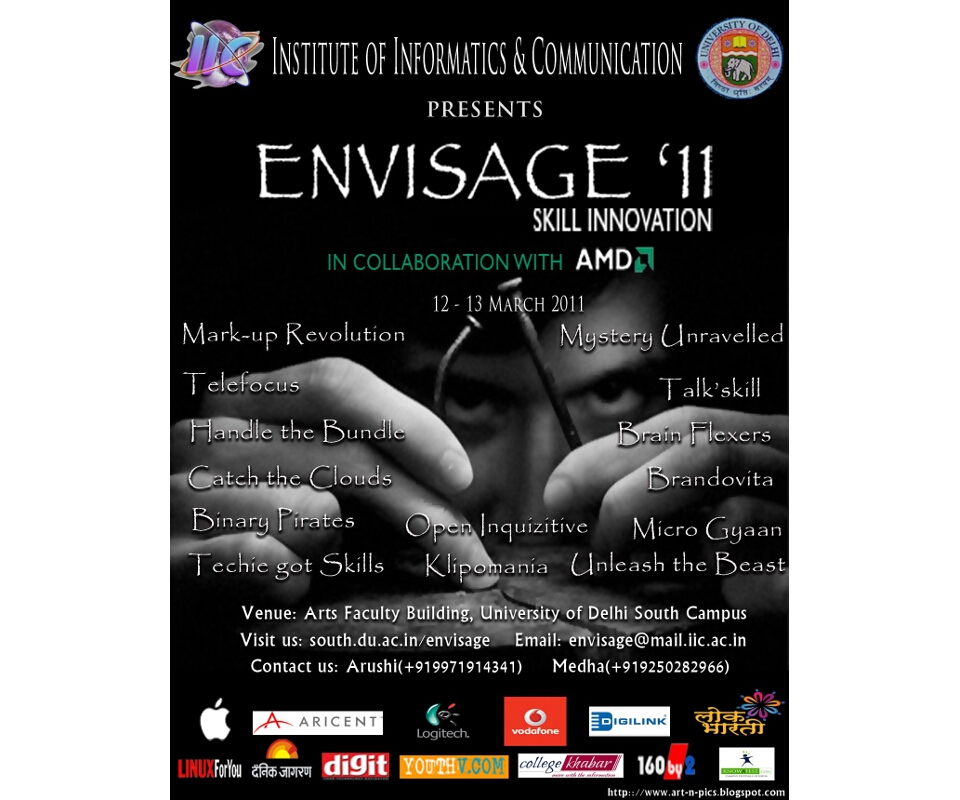 IIC
INSTITUTE OF INFORMATICS & COMMUNICATION
UNIVERSITY OF DELHI
PRESENTS
ENVISAGE '11
SKILL INNOVATION
IN COLLABORATION WITH AMD
12 - 13 MARCH 2011
Mark-up Revolution
Mystery Unravelled
Telefocus
Talk'skill
Handle the Bundle
Brain Flexers
Catch the Clouds
Brandovita
Binary Pirates
Open Inquizitive
Micro Gyaan
Techie got Skills
Klipomania
Unleash the Beast
Venue: Arts Faculty Building, University of Delhi South Campus
Visit us: south.du.ac.in/envisage Email: envisage@mail.iic.ac.in
Contact us: Arushi(+919971914341) Medha(+919250282966)
ARICENT
Logitech.
vodafone
DIGILINK
लोक
भारती
LINUXForYou
दैनिक जागरण
digit
YOUTHV.COM
college khabar
160by2
http:://www.art-n-pics.blogspot.com